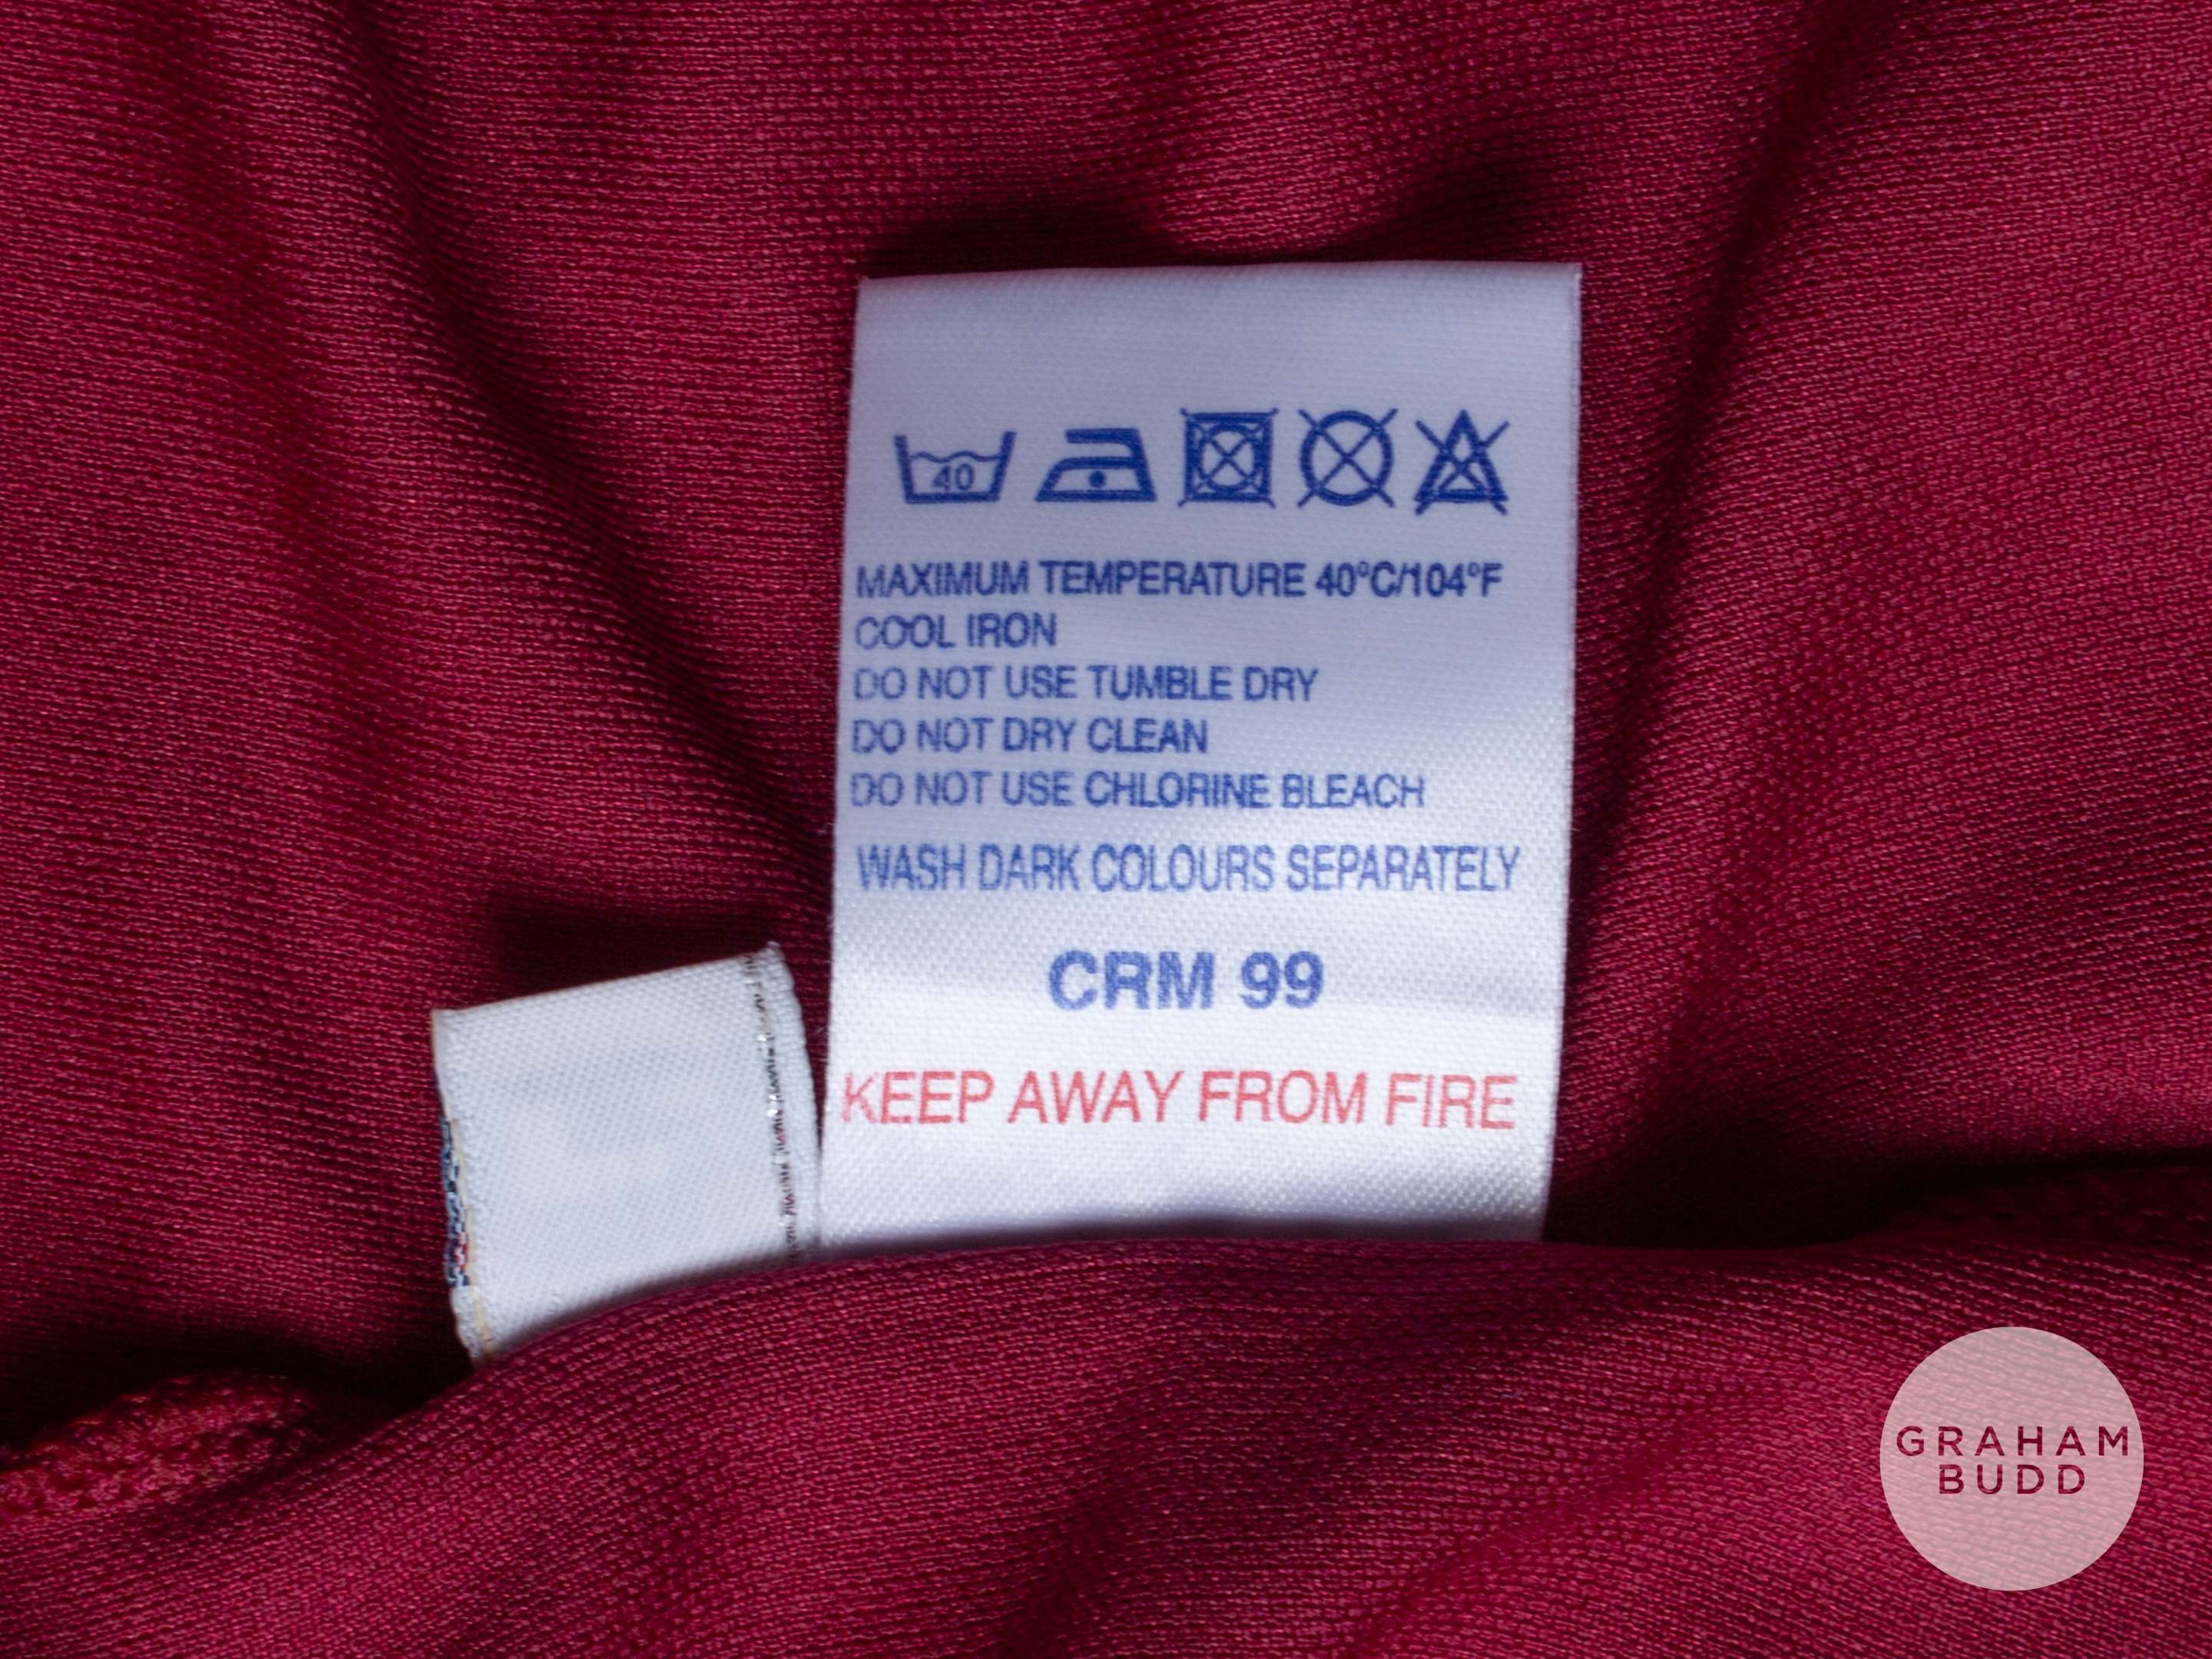 40
MAXIMUM TEMPERATURE 40°C/104°F
COOL IRON
DO NOT USE TUMBLE DRY
DO NOT DRY CLEAN
DO NOT USE CHLORINE BLEACH
WASH DARK COLOURS SEPARATELY
CRM 99
KEEP AWAY FROM FIRE
GRAHAM
BUDD